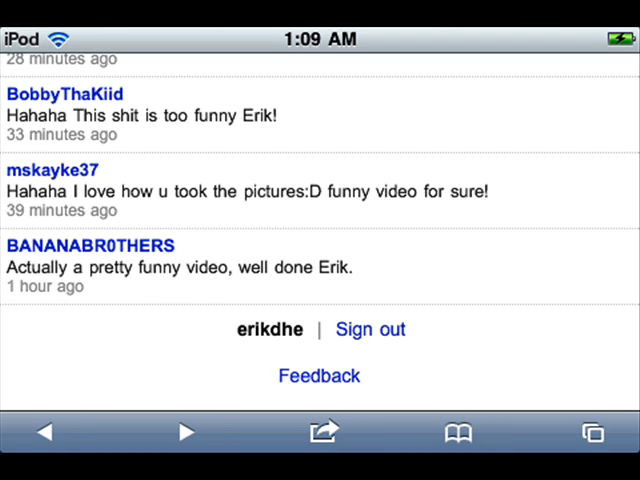 iPod 1:09 AM
28 minutes ago
BobbyThaKiid
Hahaha This shit is too funny Erik!
33 minutes ago
mskayke37
Hahaha I love how u took the pictures:D funny video for sure!
39 minutes ago
BANANABR0THERS
Actually a pretty funny video, well done Erik.
1 hour ago
erikdhe | Sign out
Feedback